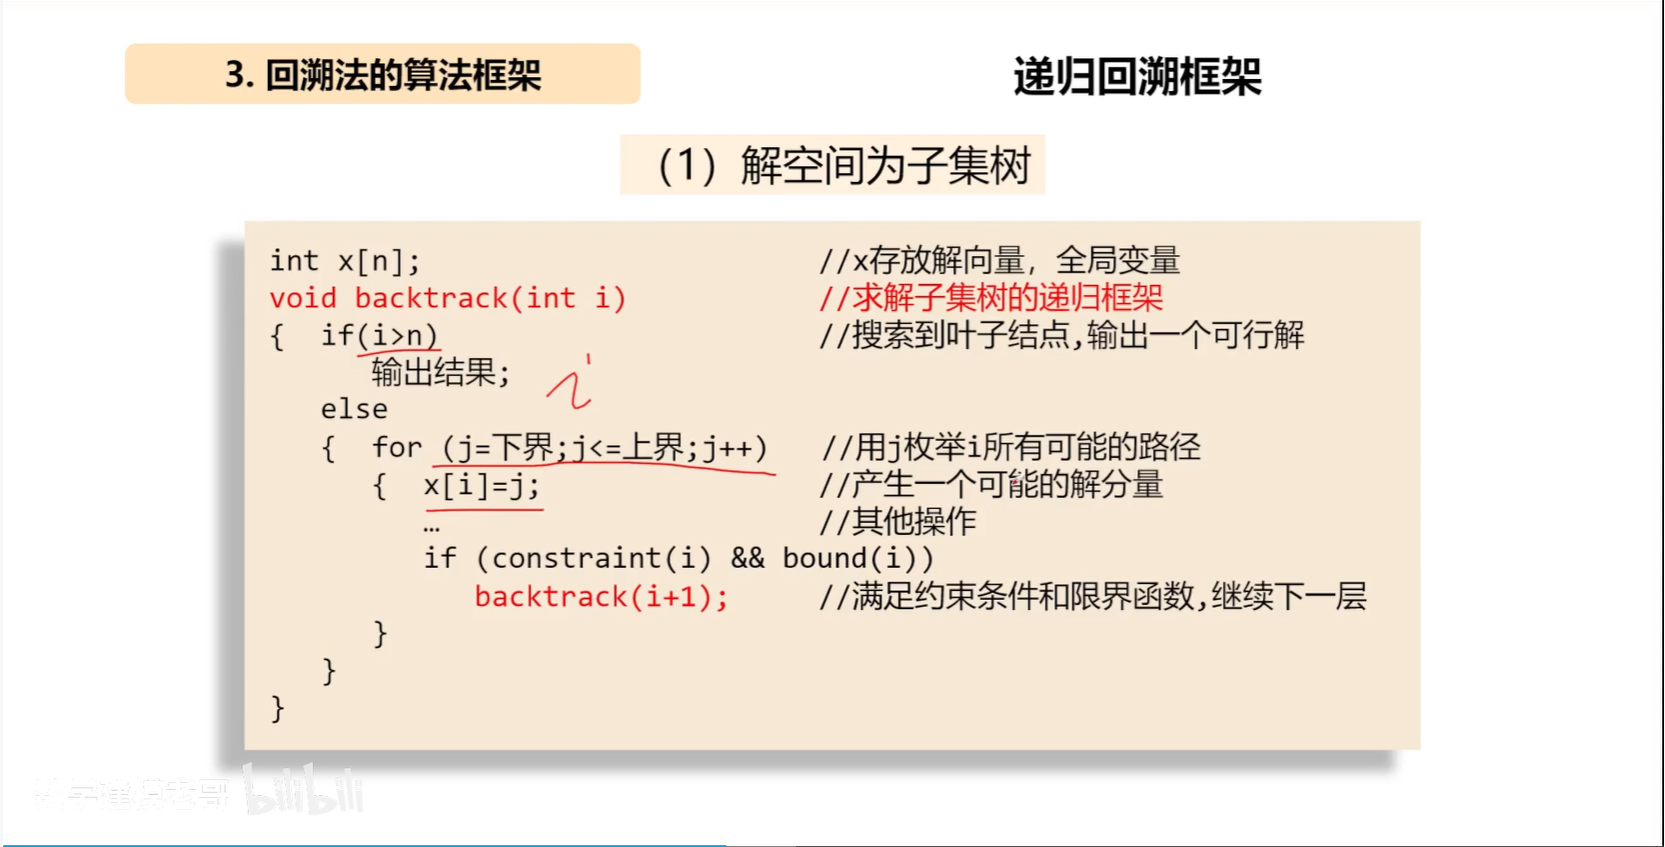 3. 回溯法的算法框架
递归回溯框架
（1）解空间为子集树
int x[n]; //x存放解向量，全局变量
void backtrack(int i) //求解子集树的递归框架
{ if(i>n) //搜索到叶子结点,输出一个可行解
输出结果;
i
else
{ for (j=下界;j<=上界;j++) //用j枚举i所有可能的路径
{ x[i]=j; //产生一个可能的解分量
… //其他操作
if (constraint(i) && bound(i))
backtrack(i+1); //满足约束条件和限界函数,继续下一层
}
}
}
数学建模老哥 bilibili